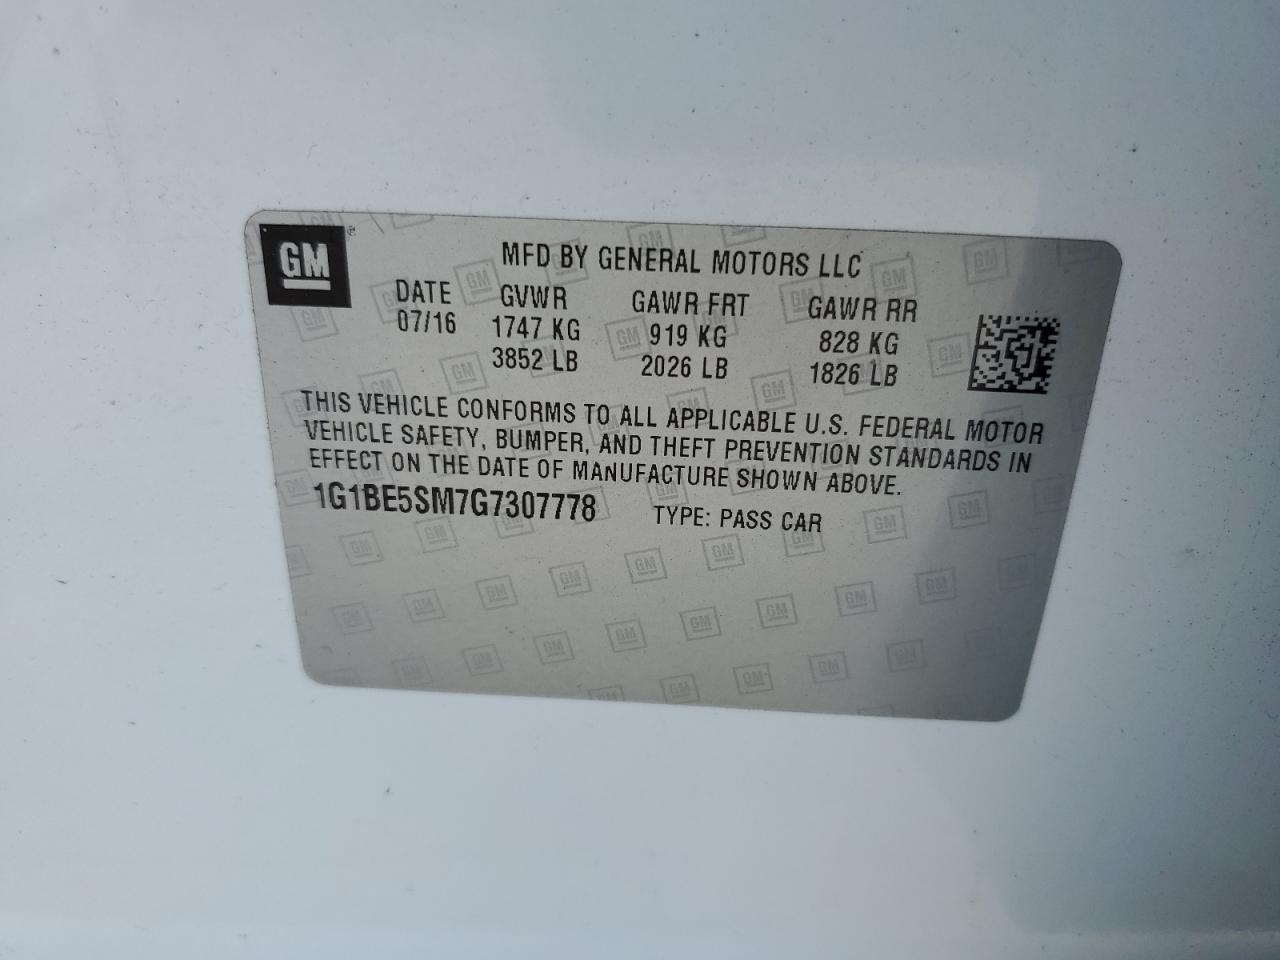 GM®
MFD BY GENERAL MOTORS LLC
DATE GVWR GAWR FRT GAWR RR
07/16 1747 KG 919 KG 828 KG
3852 LB 2026 LB 1826 LB
THIS VEHICLE CONFORMS TO ALL APPLICABLE U.S. FEDERAL MOTOR
VEHICLE SAFETY, BUMPER, AND THEFT PREVENTION STANDARDS IN
EFFECT ON THE DATE OF MANUFACTURE SHOWN ABOVE.
1G1BE5SM7G7307778 TYPE: PASS CAR